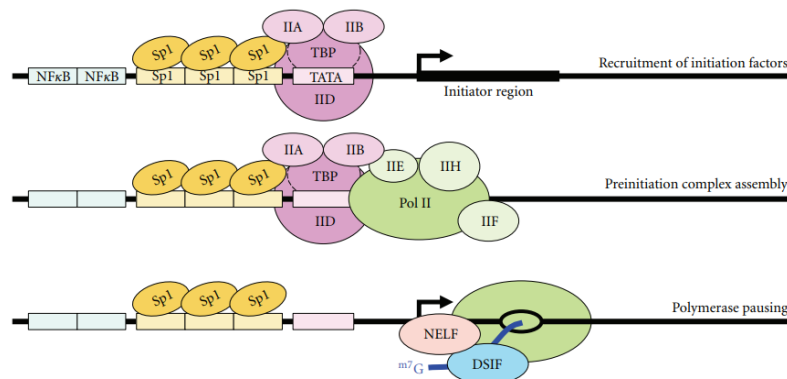 IIA IIB
Sp1 Sp1 Sp1 TBP
NFκB NFκB Sp1 Sp1 Sp1 TATA
IID
Initiator region
Recruitment of initiation factors
IIA IIB
IIE IIH
Sp1 Sp1 Sp1 TBP
Pol II
IID
IIF
Preinitiation complex assembly
Sp1 Sp1 Sp1
NELF
DSIF
m7G
Polymerase pausing